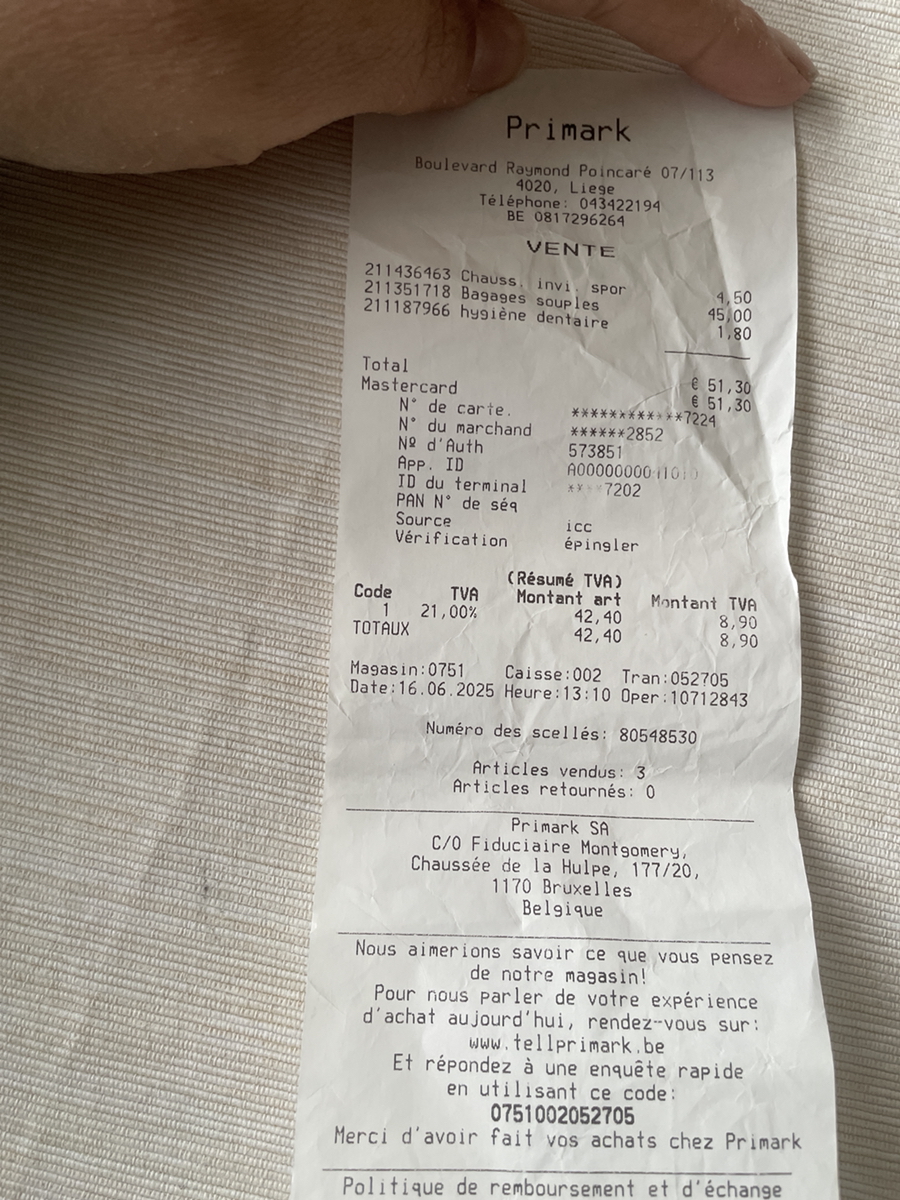 Primark
Boulevard Raymond Poincaré 07/113
4020, Liege
Téléphone: 043422194
BE 0817296264
VENTE
211436463 Chauss. invi. spor 4,50
211351718 Bagages souples 45,00
211187966 hygiène dentaire 1,80
Total € 51,30
Mastercard € 51,30
N° de carte. ************7224
N° du marchand ******2852
Nº d'Auth 573851
App. ID
ID du terminal 7202
PAN N° de séq
Source icc
Vérification épingler
(Résumé TVA)
Code TVA Montant art Montant TVA
1 21,00% 42,40 8,90
TOTAUX 42,40 8,90
Magasin:0751 Caisse:002 Tran:052705
Date:16.06.2025 Heure:13:10 Oper:10712843
Numéro des scellés: 80548530
Articles vendus: 3
Articles retournés: 0
Primark SA
C/O Fiduciaire Montgomery,
Chaussée de la Hulpe, 177/20,
1170 Bruxelles
Belgique
Nous aimerions savoir ce que vous pensez
de notre magasin!
Pour nous parler de votre expérience
d'achat aujourd'hui, rendez-vous sur:
www.tellprimark.be
Et répondez à une enquête rapide
en utilisant ce code:
0751002052705
Merci d'avoir fait vos achats chez Primark
Politique de remboursement et d'échange